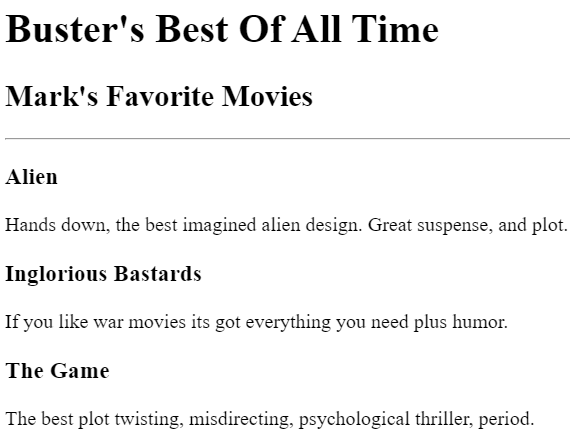 Buster's Best Of All Time
Mark's Favorite Movies
Alien
Hands down, the best imagined alien design. Great suspense, and plot.
Inglorious Bastards
If you like war movies its got everything you need plus humor.
The Game
The best plot twisting, misdirecting, psychological thriller, period.